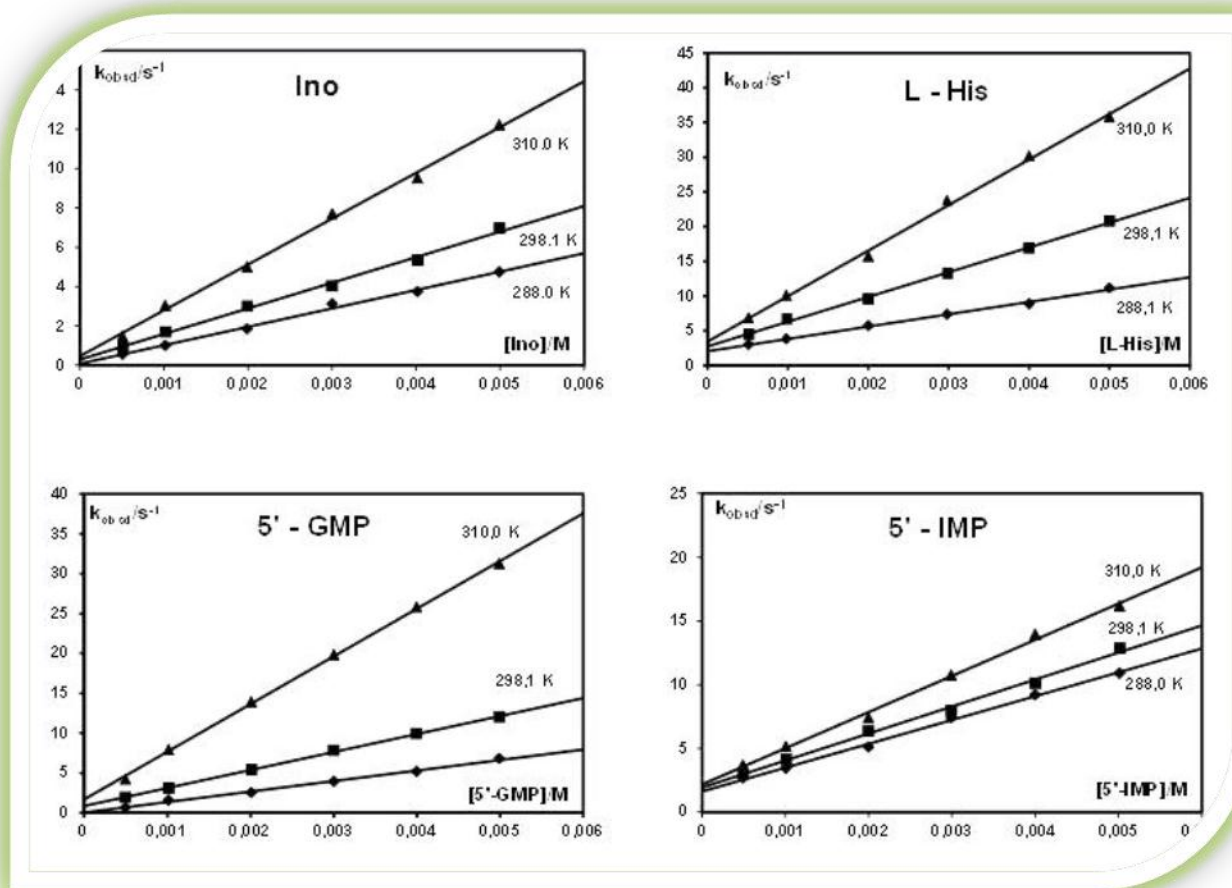 k obsd/s⁻¹
Ino
4
12
10
8
6
4
2
0
310.0 K
298.1 K
288.0 K
[Ino]/M
0 0,001 0,002 0,003 0,004 0,005 0,006
k obsd/s⁻¹
L - His
45
40
35
30
25
20
15
10
5
0
310,0 K
298,1 K
288,1 K
[L-His]/M
0 0,001 0,002 0,003 0,004 0,005 0,006
k obsd/s⁻¹
5' - GMP
40
35
30
25
20
15
10
5
0
310,0 K
298,1 K
[5'-GMP]/M
0 0,001 0,002 0,003 0,004 0,005 0,006
k obsd/s⁻¹
5' - IMP
25
20
15
10
5
0
310,0 K
298,1 K
288,0 K
[5'-IMP]/M
0 0,001 0,002 0,003 0,004 0,005 0,0